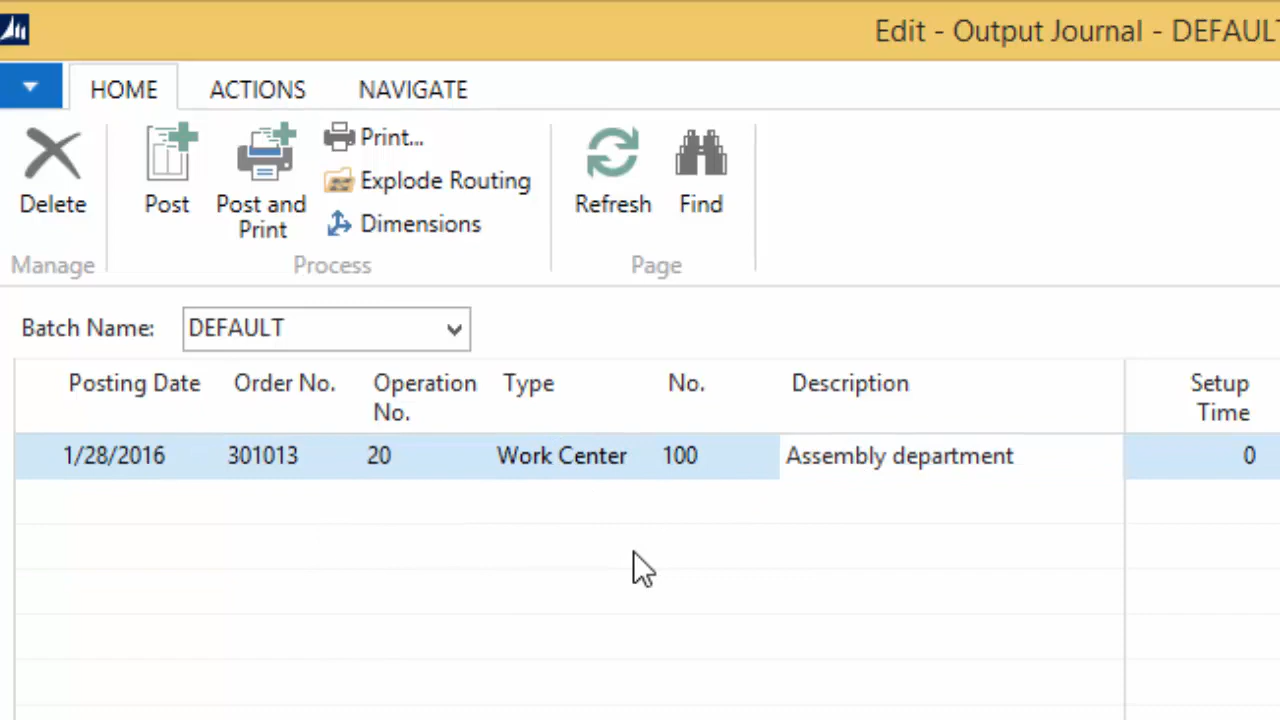 Edit - Output Journal - DEFAULT
HOME ACTIONS NAVIGATE
Delete
Post
Post and
Print
Print...
Explode Routing
Dimensions
Refresh
Find
Manage Process Page
Batch Name: DEFAULT
Posting Date Order No. Operation No. Type No. Description Setup Time
1/28/2016 301013 20 Work Center 100 Assembly department 0